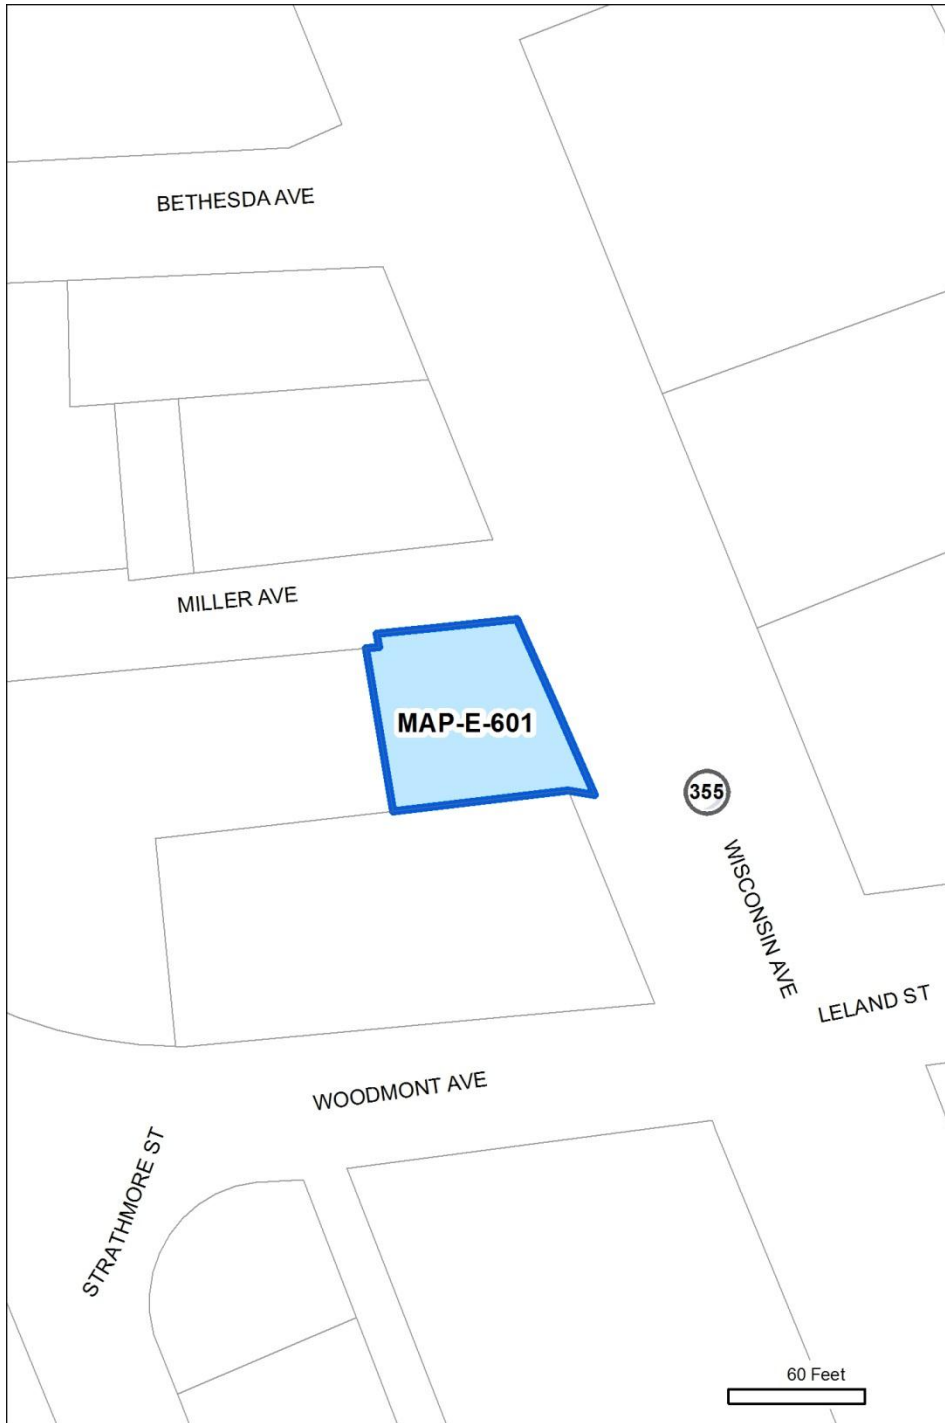 BETHESDA AVE
MILLER AVE
MAP-E-601
355
WISCONSIN AVE
LELAND ST
WOODMONT AVE
STRATHMORE ST
60 Feet